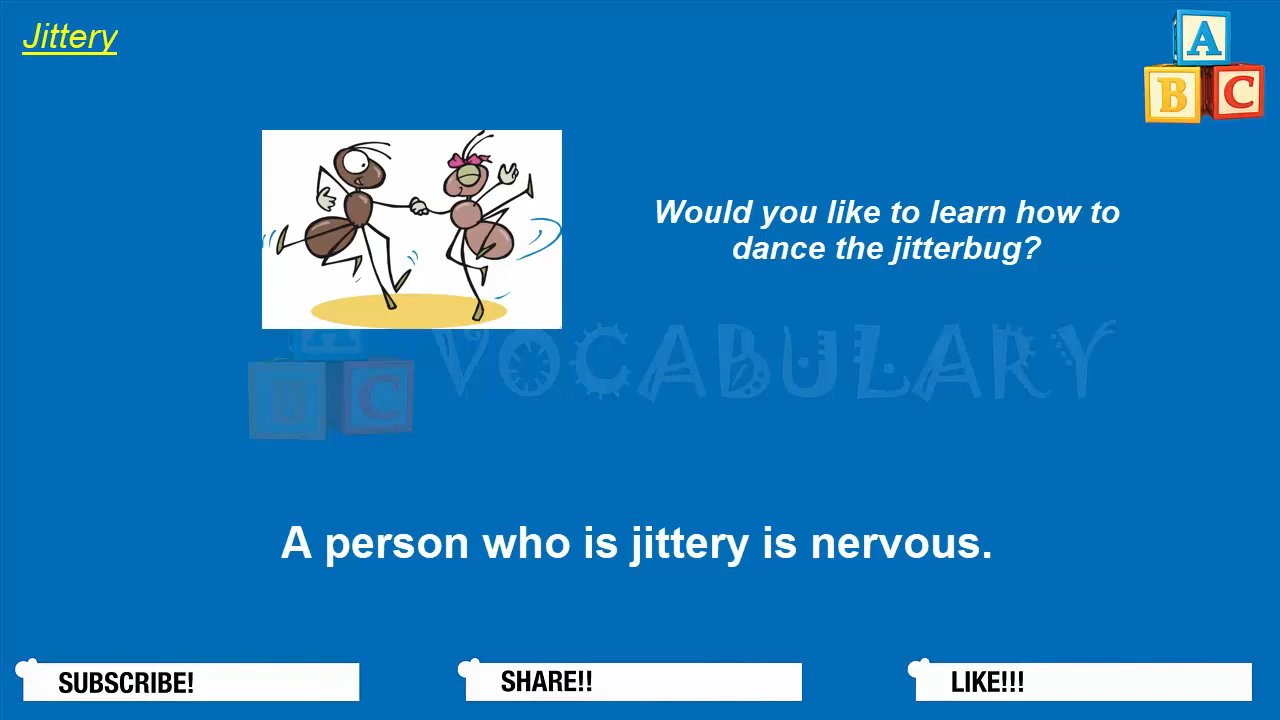 Jittery
A
B C
Would you like to learn how to
dance the jitterbug?
A
B C
VOCABULARY
A person who is jittery is nervous.
SUBSCRIBE!
SHARE!!
LIKE!!!